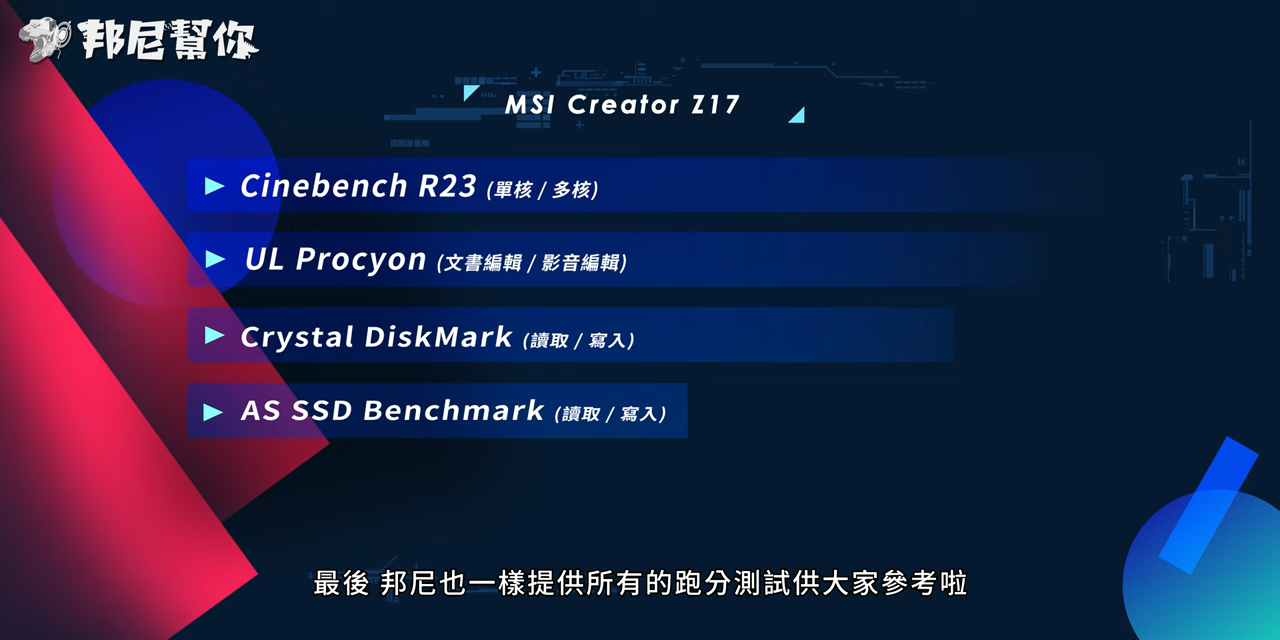 邦尼幫你
MSI Creator Z17
Cinebench R23 (單核 / 多核)
UL Procyon (文書編輯 / 影音編輯)
Crystal DiskMark (讀取 / 寫入)
AS SSD Benchmark (讀取 / 寫入)
最後 邦尼也一樣提供所有的跑分測試供大家參考啦